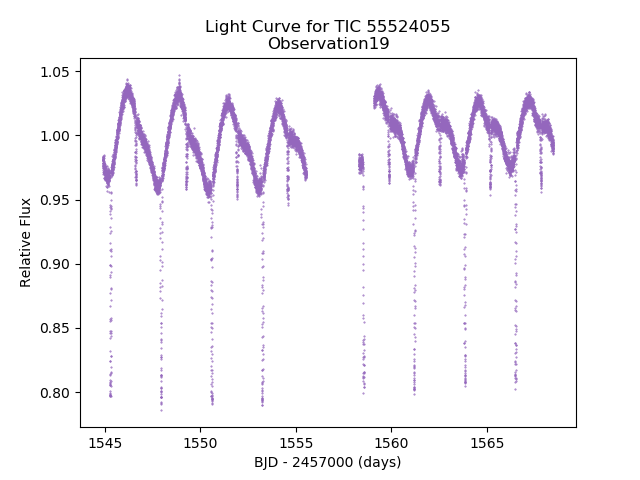 Light Curve for TIC 55524055
Observation19
1.05
1.00
0.95
0.90
0.85
0.80
Relative Flux
1545 1550 1555 1560 1565
BJD - 2457000 (days)